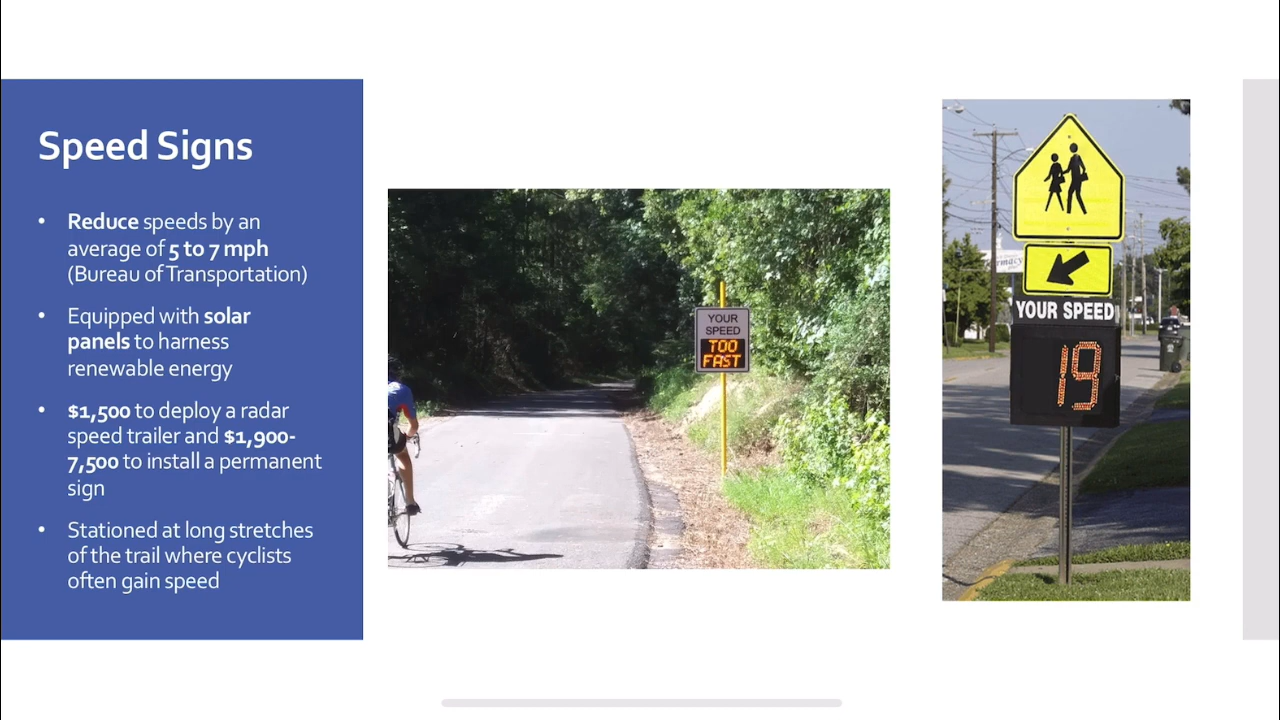 Speed Signs
• Reduce speeds by an
average of 5 to 7 mph
(Bureau of Transportation)
• Equipped with solar
panels to harness
renewable energy
• $1,500 to deploy a radar
speed trailer and $1,900-
7,500 to install a permanent
sign
• Stationed at long stretches
of the trail where cyclists
often gain speed
YOUR
SPEED
TOO
FAST
YOUR SPEED
19